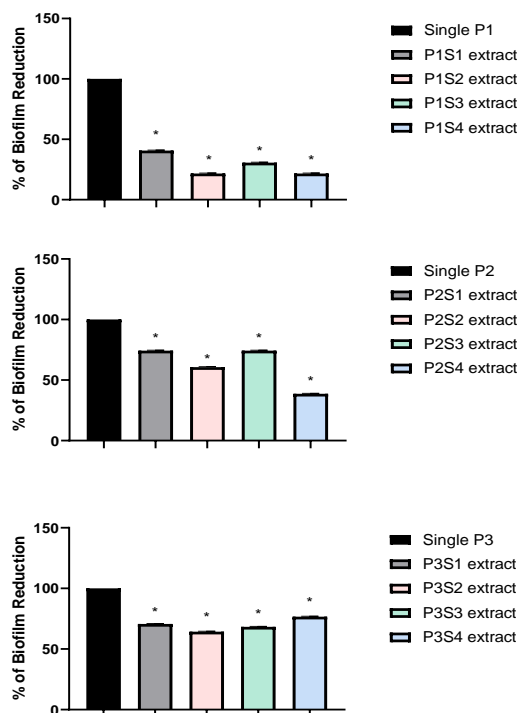 % of Biofilm Reduction
150
100
50
0
*
*
*
*
Single P1
P1S1 extract
P1S2 extract
P1S3 extract
P1S4 extract
% of Biofilm Reduction
150
100
50
0
*
*
*
*
Single P2
P2S1 extract
P2S2 extract
P2S3 extract
P2S4 extract
% of Biofilm Reduction
150
100
50
0
*
*
*
*
Single P3
P3S1 extract
P3S2 extract
P3S3 extract
P3S4 extract